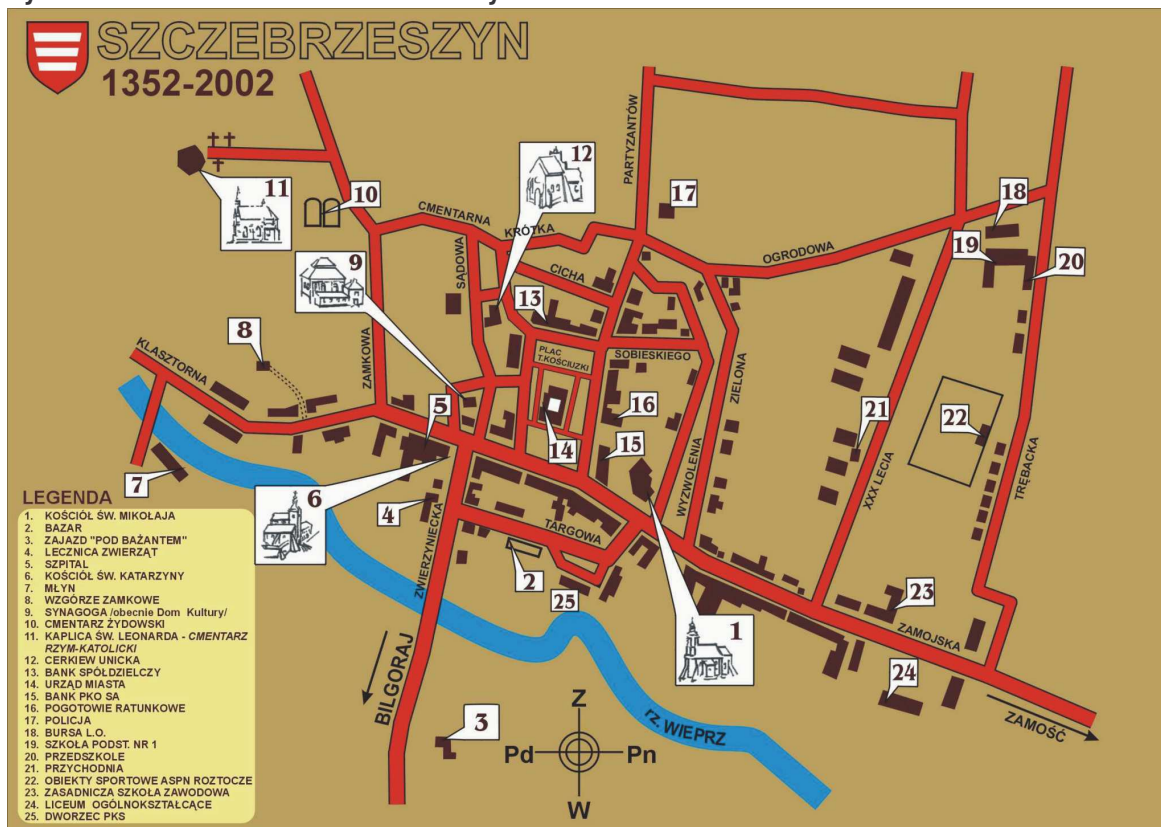 SZCZEBRZESZYN
1352-2002
11
10
12
17
18
19
20
9
13
8
5
16
21
22
14
15
7
6
4
2
25
1
23
24
3
CMENTARNA
KRÓTKA
PARTYZANTÓW
SĄDOWA
CICHA
OGRODOWA
KLASZTORNA
ZAMKOWA
PLAC
T.KOŚCIUZKI
SOBIESKIEGO
ZIELONA
WYZWOLENIA
XXX LECIA
TRĘBACKA
TARGOWA
ZWIERZYNIECKA
ZAMOJSKA
BILGORAJ
ZAMOŚĆ
rz. WIEPRZ
Z
Pd
Pn
W
LEGENDA
1. KOŚCIÓŁ ŚW. MIKOŁAJA
2. BAZAR
3. ZAJAZD "POD BAŻANTEM"
4. LECZNICA ZWIERZĄT
5. SZPITAL
6. KOŚCIÓŁ ŚW. KATARZYNY
7. MŁYN
8. WZGÓRZE ZAMKOWE
9. SYNAGOGA /obecnie Dom Kultury/
10. CMENTARZ ŻYDOWSKI
11. KAPLICA ŚW. LEONARDA - CMENTARZ
RZYM-KATOLICKI
12. CERKIEW UNICKA
13. BANK SPÓŁDZIELCZY
14. URZĄD MIASTA
15. BANK PKO SA
16. POGOTOWIE RATUNKOWE
17. POLICJA
18. BURSA L.O.
19. SZKOŁA PODST. NR 1
20. PRZEDSZKOLE
21. PRZYCHODNIA
22. OBIEKTY SPORTOWE ASPN ROZTOCZE
23. ZASADNICZA SZKOŁA ZAWODOWA
24. LICEUM OGÓLNOKSZTAŁCĄCE
25. DWORZEC PKS